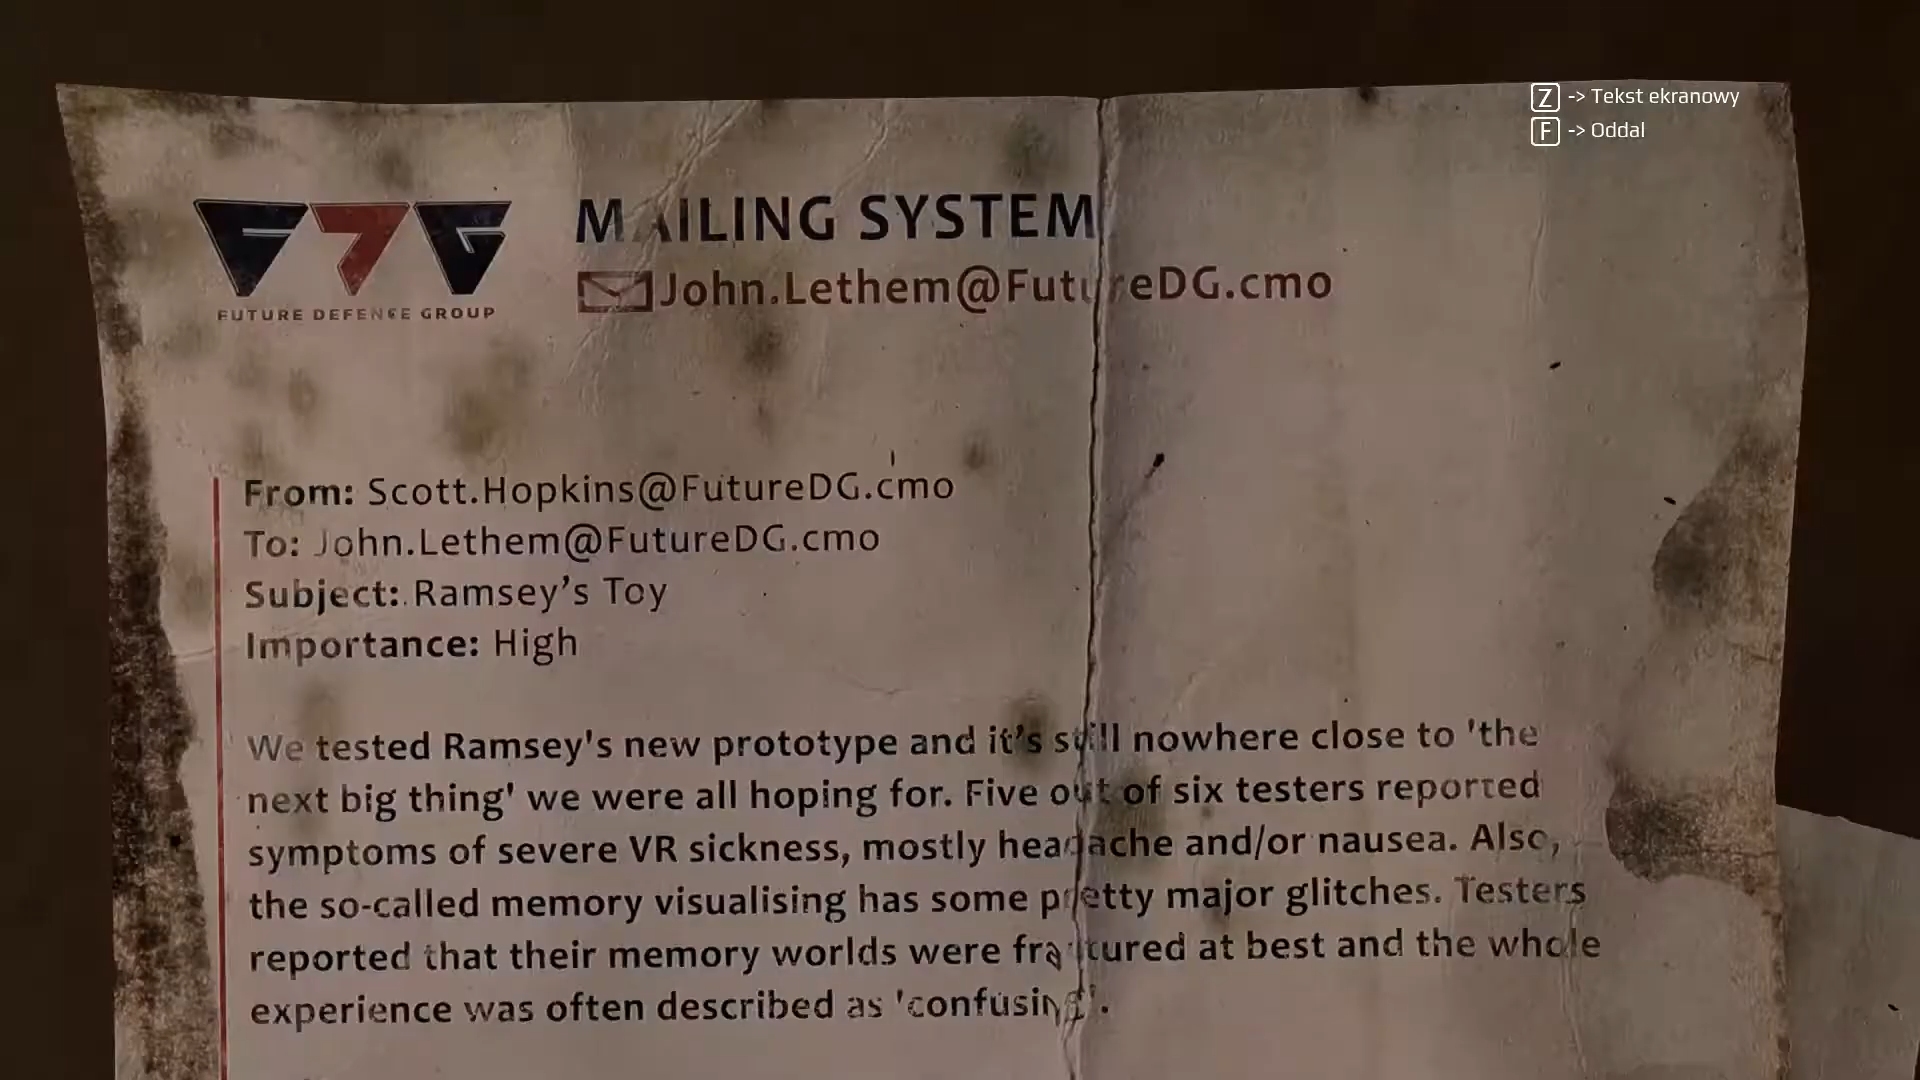 Z -> Tekst ekranowy
F -> Oddal
F7G
FUTURE DEFENCE GROUP
MAILING SYSTEM
John.Lethem@FutureDG.cmo
From: Scott.Hopkins@FutureDG.cmo
To: John.Lethem@FutureDG.cmo
Subject: Ramsey’s Toy
Importance: High
We tested Ramsey's new prototype and it's still nowhere close to 'the
next big thing' we were all hoping for. Five out of six testers reported
symptoms of severe VR sickness, mostly headache and/or nausea. Also,
the so-called memory visualising has some pretty major glitches. Testers
reported that their memory worlds were fractured at best and the whole
experience was often described as 'confusing'.